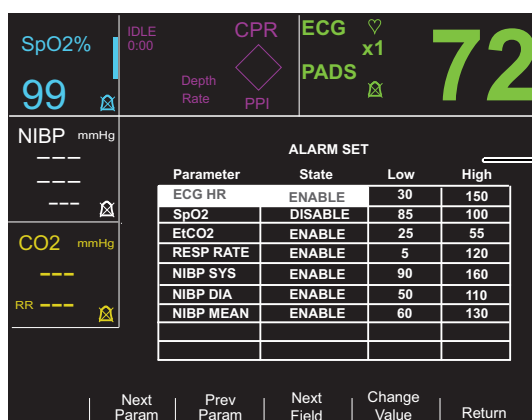 SpO2%
99
IDLE
0:00
CPR
Depth
Rate
PPI
ECG
x1
PADS
72
NIBP mmHg
---
---
---
CO2 mmHg
---
RR ---
ALARM SET
Parameter State Low High
ECG HR ENABLE 30 150
SpO2 DISABLE 85 100
EtCO2 ENABLE 25 55
RESP RATE ENABLE 5 120
NIBP SYS ENABLE 90 160
NIBP DIA ENABLE 50 110
NIBP MEAN ENABLE 60 130
Next Param
Prev Param
Next Field
Change Value
Return